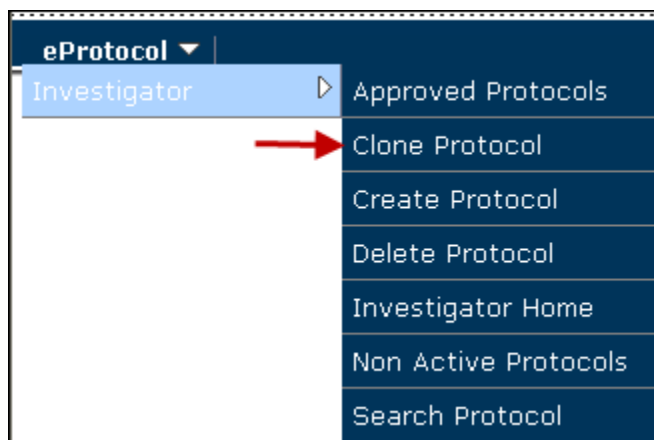 eProtocol
Investigator
Approved Protocols
Clone Protocol
Create Protocol
Delete Protocol
Investigator Home
Non Active Protocols
Search Protocol